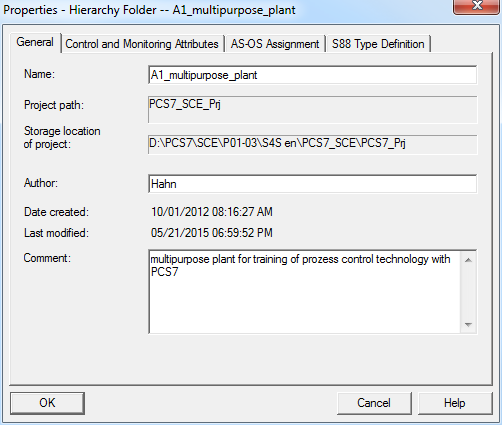 Properties - Hierarchy Folder -- A1_multipurpose_plant
General Control and Monitoring Attributes AS-OS Assignment S88 Type Definition
Name: A1_multipurpose_plant
Project path: PCS7_SCE_Prj
Storage location
of project: D:\PCS7\SCE\P01-03\S4S en\PCS7_SCE\PCS7_Prj
Author: Hahn
Date created: 10/01/2012 08:16:27 AM
Last modified: 05/21/2015 06:59:52 PM
Comment: multipurpose plant for training of prozess control technology with
PCS7
OK Cancel Help